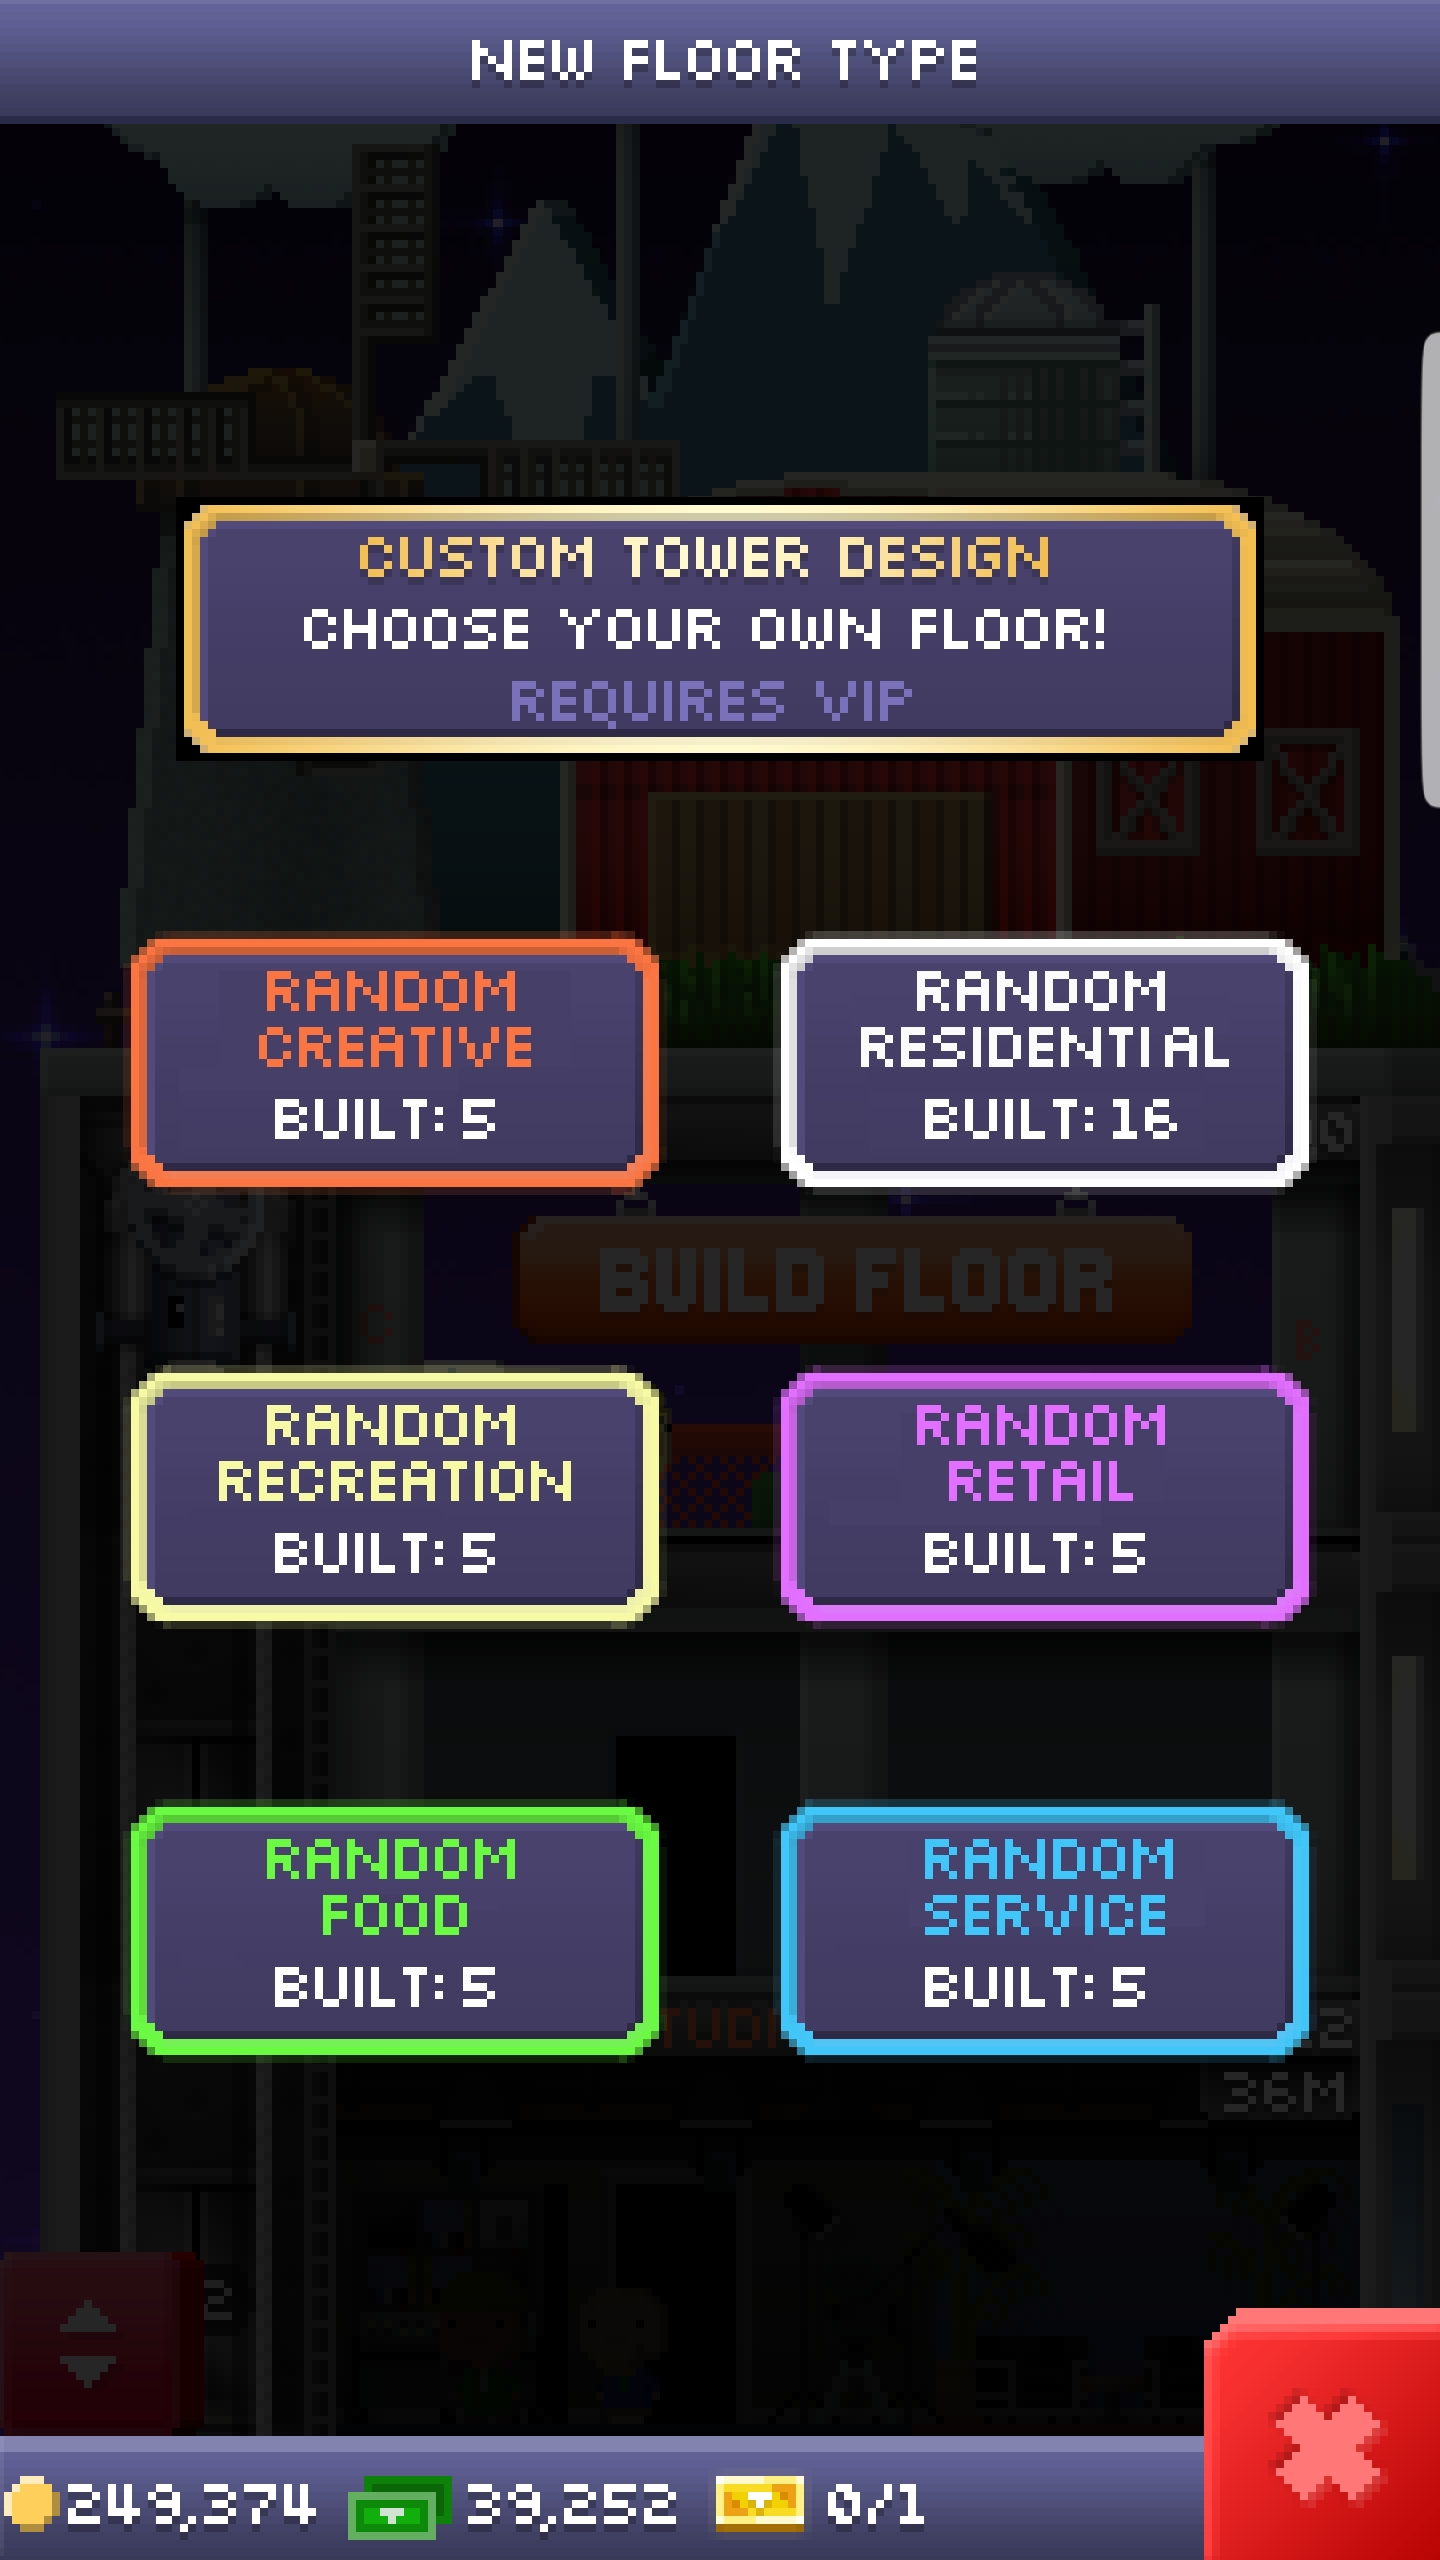 NEW FLOOR TYPE
CUSTOM TOWER DESIGN
CHOOSE YOUR OWN FLOOR!
REQUIRES VIP
RANDOM
CREATIVE
BUILT: 5
RANDOM
RESIDENTIAL
BUILT: 16
BUILD FLOOR
RANDOM
RECREATION
BUILT: 5
RANDOM
RETAIL
BUILT: 5
RANDOM
FOOD
BUILT: 5
RANDOM
SERVICE
BUILT: 5
36M
249,374 39,252 0/1